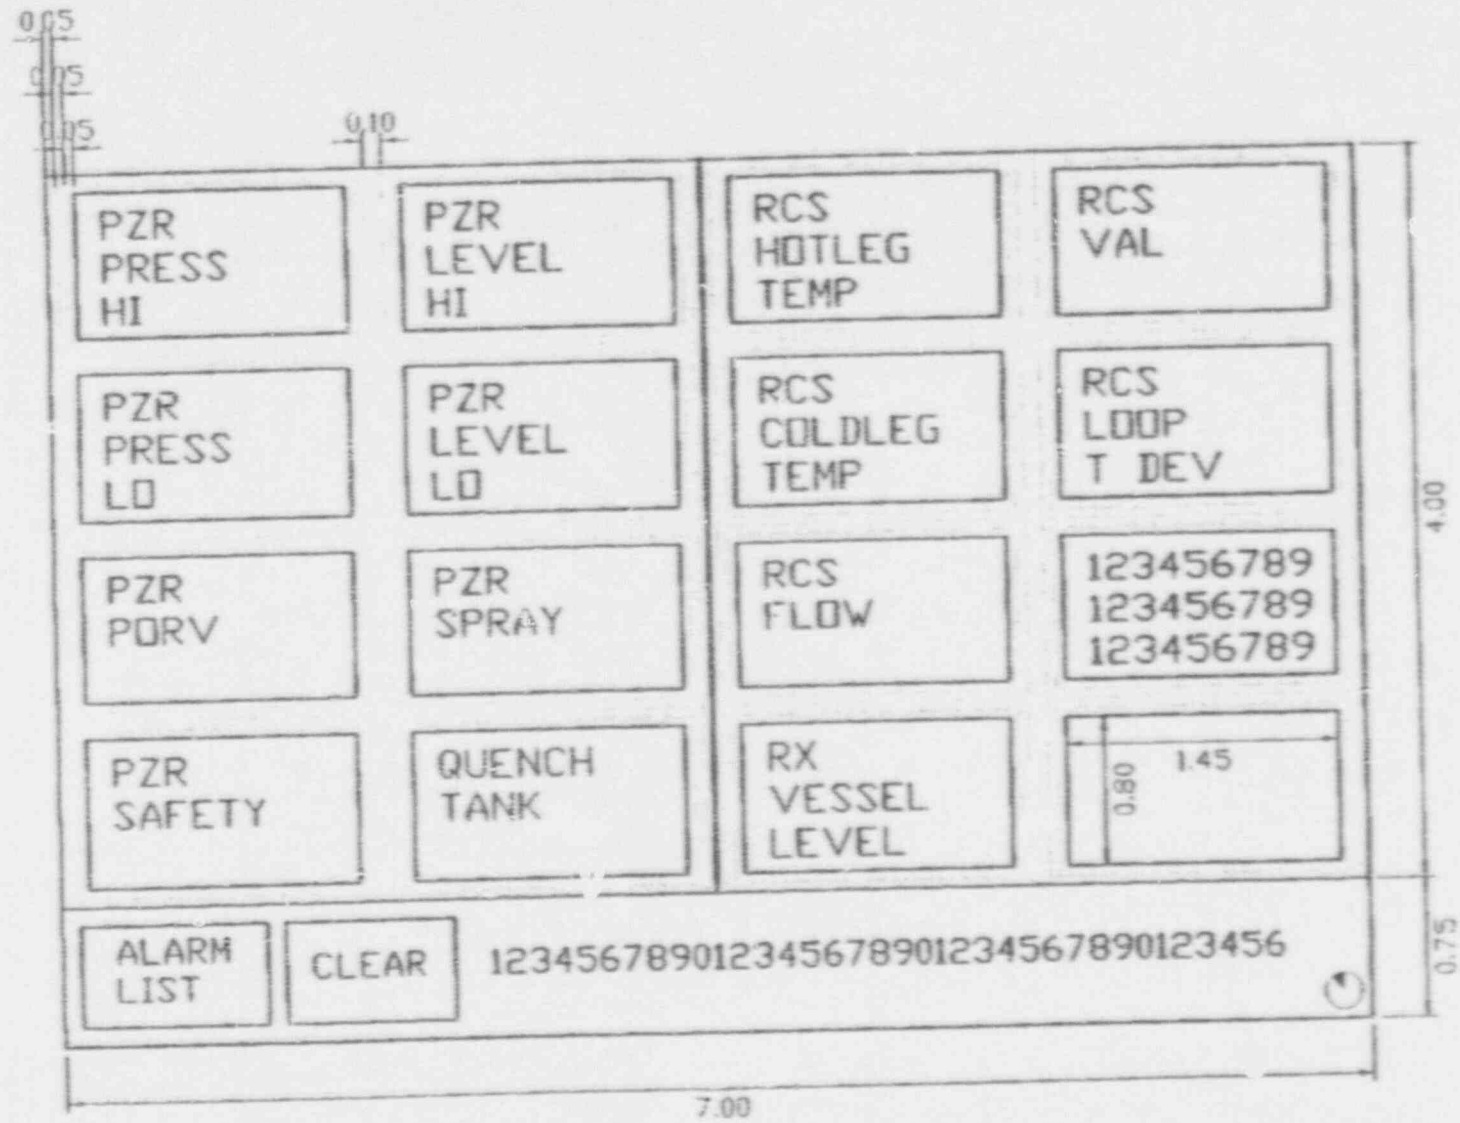 0.05
0.05
0.05
0.10
PZR
PRESS
HI
PZR
LEVEL
HI
RCS
HOTLEG
TEMP
RCS
VAL
PZR
PRESS
LO
PZR
LEVEL
LO
RCS
COLDLEG
TEMP
RCS
LOOP
T DEV
4.00
PZR
PORV
PZR
SPRAY
RCS
FLOW
123456789
123456789
123456789
PZR
SAFETY
QUENCH
TANK
RX
VESSEL
LEVEL
1.45
0.80
ALARM
LIST
CLEAR
123456789012345678901234567890123456
0.75
7.00